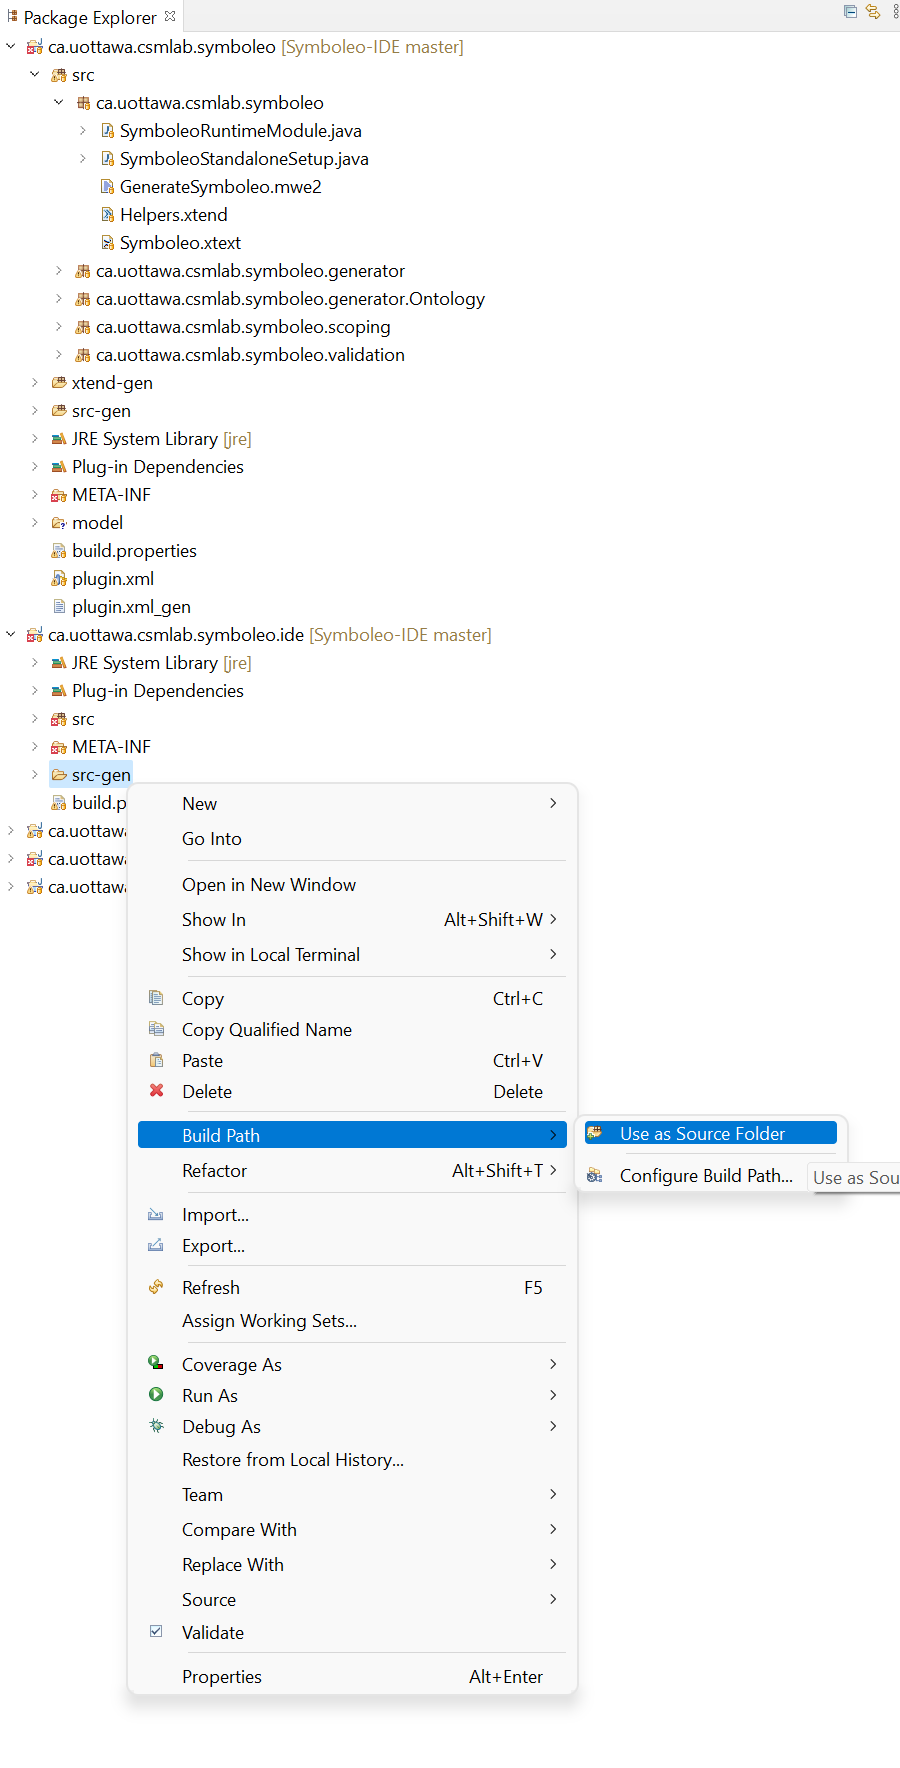 Package Explorer
ca.uottawa.csmlab.symboleo [Symboleo-IDE master]
src
ca.uottawa.csmlab.symboleo
SymboleoRuntimeModule.java
SymboleoStandaloneSetup.java
GenerateSymboleo.mwe2
Helpers.xtend
Symboleo.xtext
ca.uottawa.csmlab.symboleo.generator
ca.uottawa.csmlab.symboleo.generator.Ontology
ca.uottawa.csmlab.symboleo.scoping
ca.uottawa.csmlab.symboleo.validation
xtend-gen
src-gen
JRE System Library [jre]
Plug-in Dependencies
META-INF
model
build.properties
plugin.xml
plugin.xml_gen
ca.uottawa.csmlab.symboleo.ide [Symboleo-IDE master]
JRE System Library [jre]
Plug-in Dependencies
src
META-INF
src-gen
build.p
ca.uottawa
ca.uottawa
ca.uottawa
New
Go Into
Open in New Window
Show In Alt+Shift+W
Show in Local Terminal
Copy Ctrl+C
Copy Qualified Name
Paste Ctrl+V
Delete Delete
Build Path
Use as Source Folder
Configure Build Path...
Use as Sou
Refactor Alt+Shift+T
Import...
Export...
Refresh F5
Assign Working Sets...
Coverage As
Run As
Debug As
Restore from Local History...
Team
Compare With
Replace With
Source
Validate
Properties Alt+Enter